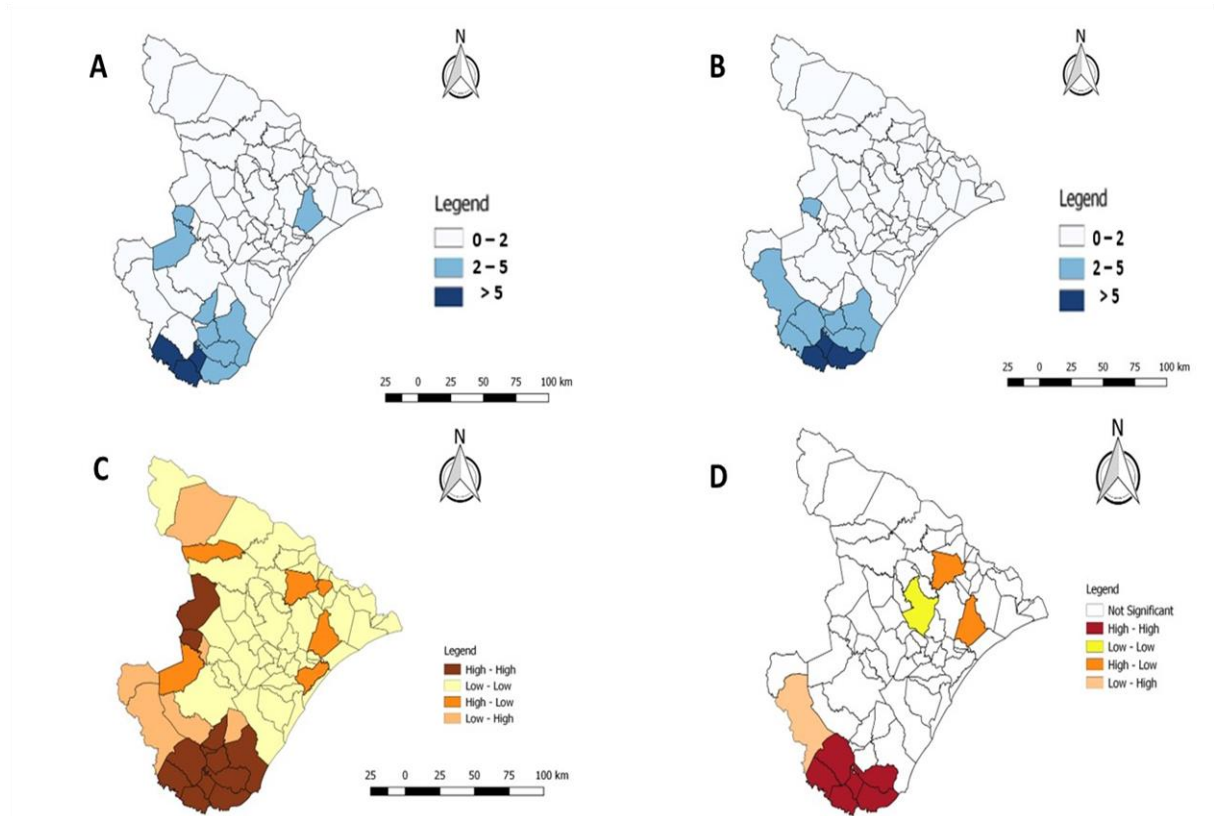 A
N
Legend
0 – 2
2 – 5
> 5
25 0 25 50 75 100 km
B
N
Legend
0 – 2
2 – 5
> 5
25 0 25 50 75 100 km
C
N
Legend
High - High
Low - Low
High - Low
Low - High
25 0 25 50 75 100 km
D
N
Legend
Not Significant
High - High
Low - Low
High - Low
Low - High